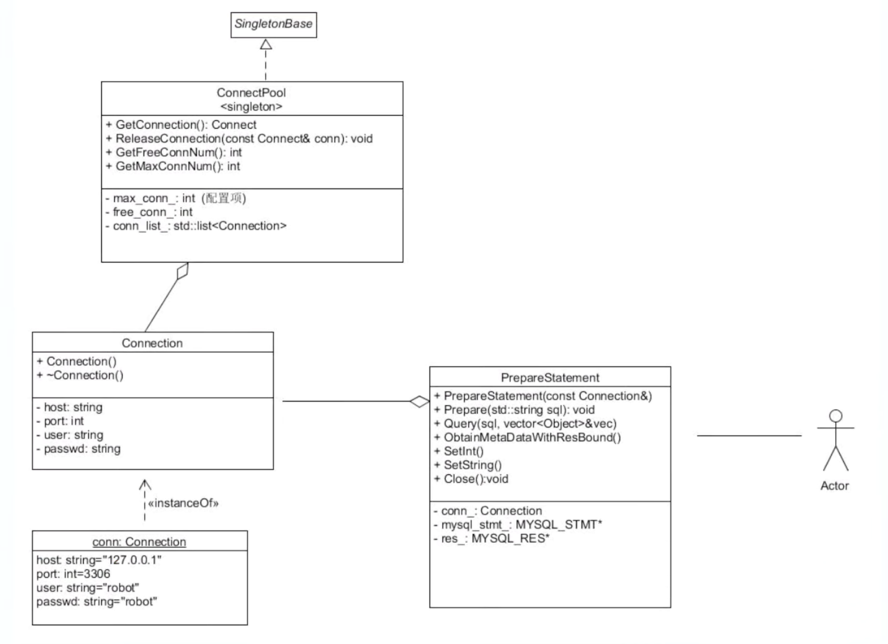 SingletonBase
ConnectPool
<singleton>
+ GetConnection(): Connect
+ ReleaseConnection(const Connect& conn): void
+ GetFreeConnNum(): int
+ GetMaxConnNum(): int
- max_conn_: int (配置项)
- free_conn_: int
- conn_list_: std::list<Connection>
Connection
+ Connection()
+ ~Connection()
- host: string
- port: int
- user: string
- passwd: string
«instanceOf»
conn: Connection
host: string="127.0.0.1"
port: int=3306
user: string="robot"
passwd: string="robot"
PrepareStatement
+ PrepareStatement(const Connection&)
+ Prepare(std::string sql): void
+ Query(sql, vector<Object>&vec)
+ ObtainMetaDataWithResBound()
+ SetInt()
+ SetString()
+ Close():void
- conn_: Connection
- mysql_stmt_: MYSQL_STMT*
- res_: MYSQL_RES*
Actor